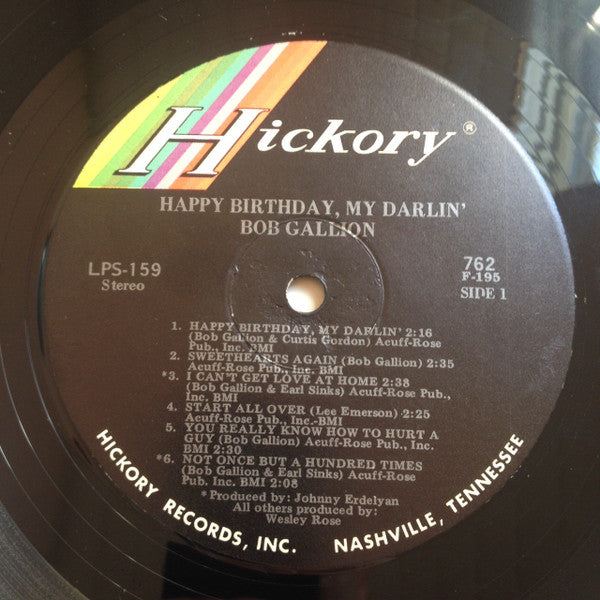 Hickory®
HAPPY BIRTHDAY, MY DARLIN'
BOB GALLION
LPS-159
Stereo
762
F-195
SIDE 1
1. HAPPY BIRTHDAY, MY DARLIN' 2:16
(Bob Gallion & Curtis Gordon) Acuff-Rose
Pub., Inc. BMI
2. SWEETHEARTS AGAIN (Bob Gallion) 2:35
Acuff-Rose Pub., Inc. BMI
*3. I CAN'T GET LOVE AT HOME 2:38
(Bob Gallion & Earl Sinks) Acuff-Rose Pub.,
Inc. BMI
4. START ALL OVER (Lee Emerson) 2:25
Acuff-Rose Pub., Inc.-BMI
5. YOU REALLY KNOW HOW TO HURT A
GUY (Bob Gallion) Acuff-Rose Pub., Inc.
BMI 2:30
*6. NOT ONCE BUT A HUNDRED TIMES
(Bob Gallion & Earl Sinks) Acuff-Rose
Pub. Inc. BMI 2:08
*Produced by: Johnny Erdelyan
All others produced by:
Wesley Rose
HICKORY RECORDS, INC. NASHVILLE, TENNESSEE